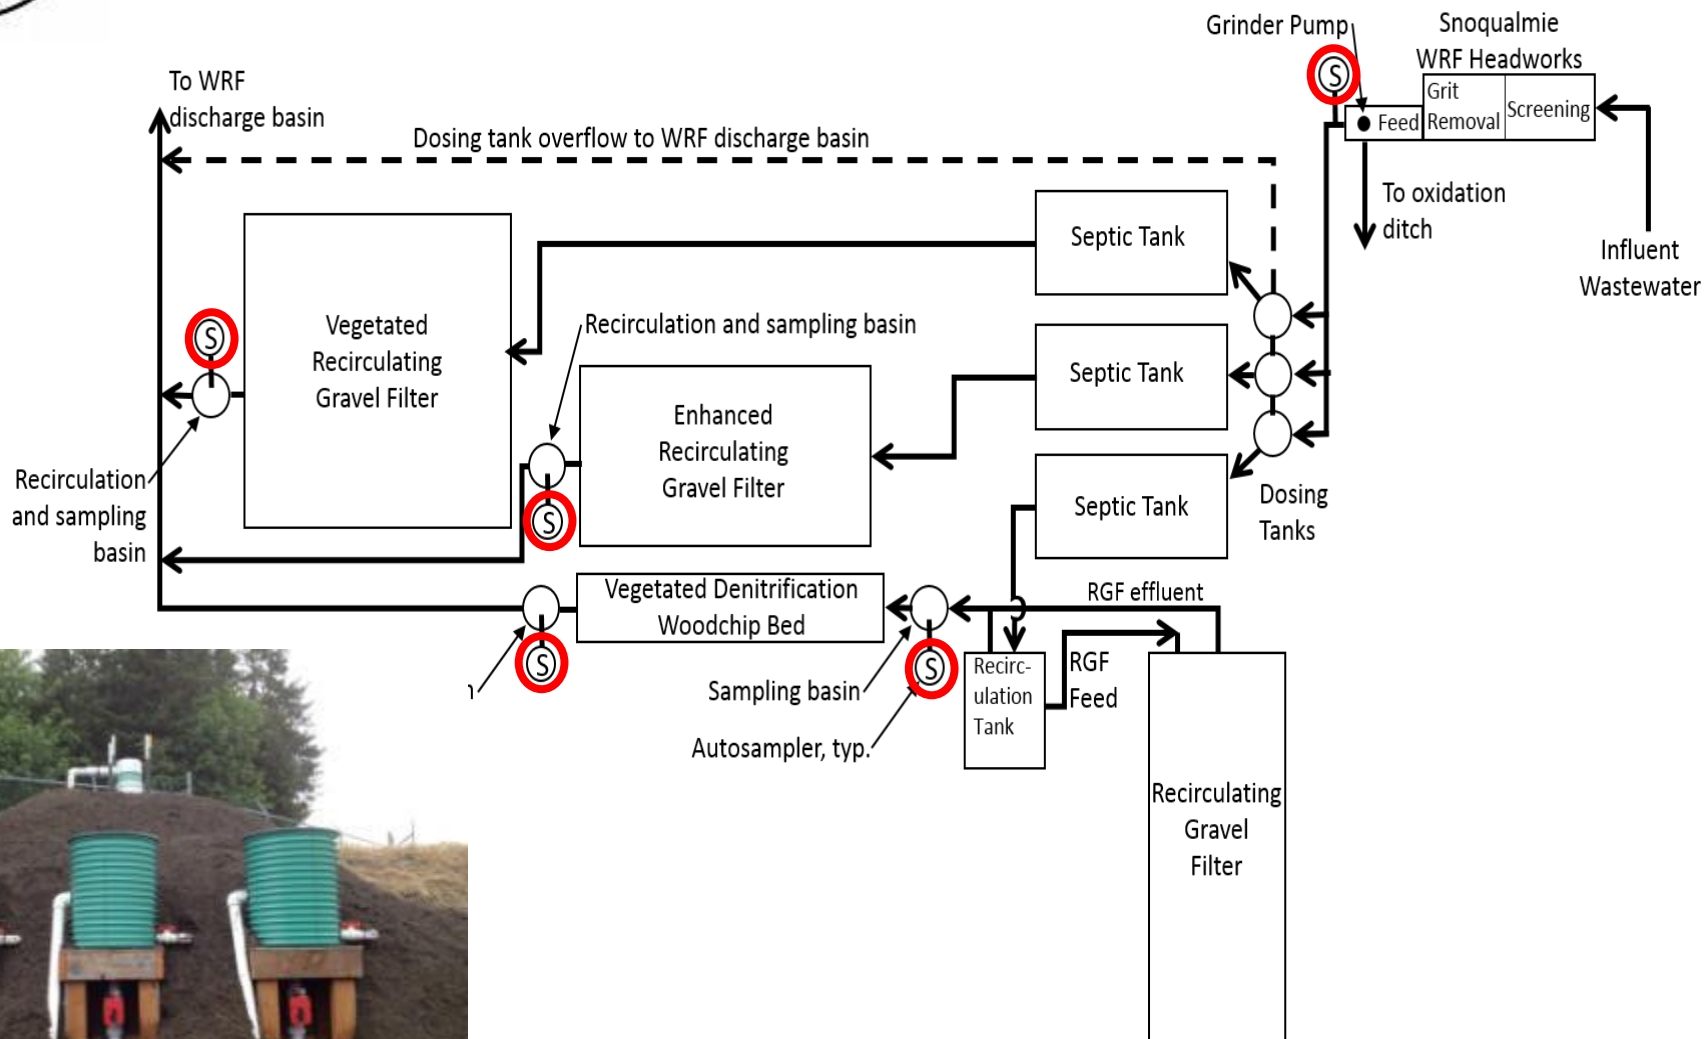 Grinder Pump
Snoqualmie
WRF Headworks
S
Feed
Grit
Removal
Screening
To oxidation
ditch
Influent
Wastewater
To WRF
discharge basin
Dosing tank overflow to WRF discharge basin
Septic Tank
Vegetated
Recirculating
Gravel Filter
S
Recirculation and sampling basin
Septic Tank
Enhanced
Recirculating
Gravel Filter
S
Recirculation
and sampling
basin
Septic Tank
Dosing
Tanks
Vegetated Denitrification
Woodchip Bed
RGF effluent
S
S
Sampling basin
Autosampler, typ.
Recirc-
ulation
Tank
RGF
Feed
Recirculating
Gravel
Filter